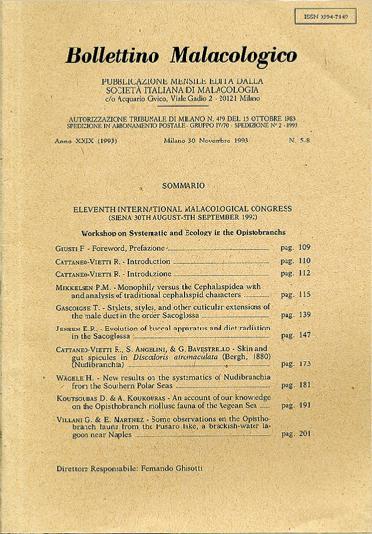 ISSN 0394-7149
Bollettino Malacologico
PUBBLICAZIONE MENSILE EDITA DALLA
SOCIETÀ ITALIANA DI MALACOLOGIA
c/o Acquario Civico, Viale Gadio 2 - 20121 Milano
AUTORIZZAZIONE TRIBUNALE DI MILANO N. 479 DEL 15 OTTOBRE 1983
SPEDIZIONE IN ABBONAMENTO POSTALE - GRUPPO IV/70 - SPEDIZIONE N° 2 - 1993
Anno XXIX (1993) Milano 30 Novembre 1993 N. 5-8
SOMMARIO
ELEVENTH INTERNATIONAL MALACOLOGICAL CONGRESS
(SIENA 30TH AUGUST-5TH SEPTEMBER 1992)
Workshop on Systematic and Ecology in the Opistobranchs
GIUSTI F - Foreword, Prefazione pag. 109
CATTANEO-VIETTI R. - Introduction pag. 110
CATTANEO-VIETTI R. - Introduzione pag. 112
MIKKELSEN P.M. - Monophily versus the Cephalaspidea with
and analysis of traditional cephalaspid characters pag. 115
GASCOIGNE T. - Stylets, styles, and other cuticular extensions of
the male duct in the order Sacoglossa pag. 139
JENSEN E.R. - Evolution of buccal apparatus and diet radiation
in the Sacoglossa pag. 147
CATTANEO-VIETTI R., S. ANGELINI, & G. BAVESTRELLO - Skin and
gut spicules in Discodoris atromaculata (Bergh, 1880)
(Nudibranchia) pag. 173
WÄGELE H. - New results on the systematics of Nudibranchia
from the Southern Polar Seas pag. 181
KOUTSOUBAS D. & A. KOUKOURAS - An account of our knowledge
on the Opisthobranch mollusc fauna of the Aegean Sea pag. 191
VILLANI G. & E. MARTINEZ - Some observations on the Opistho-
branch fauna from the Fusaro lake, a brackish-water la-
goon near Naples pag. 201
Direttore Responsabile: Fernando Ghisotti